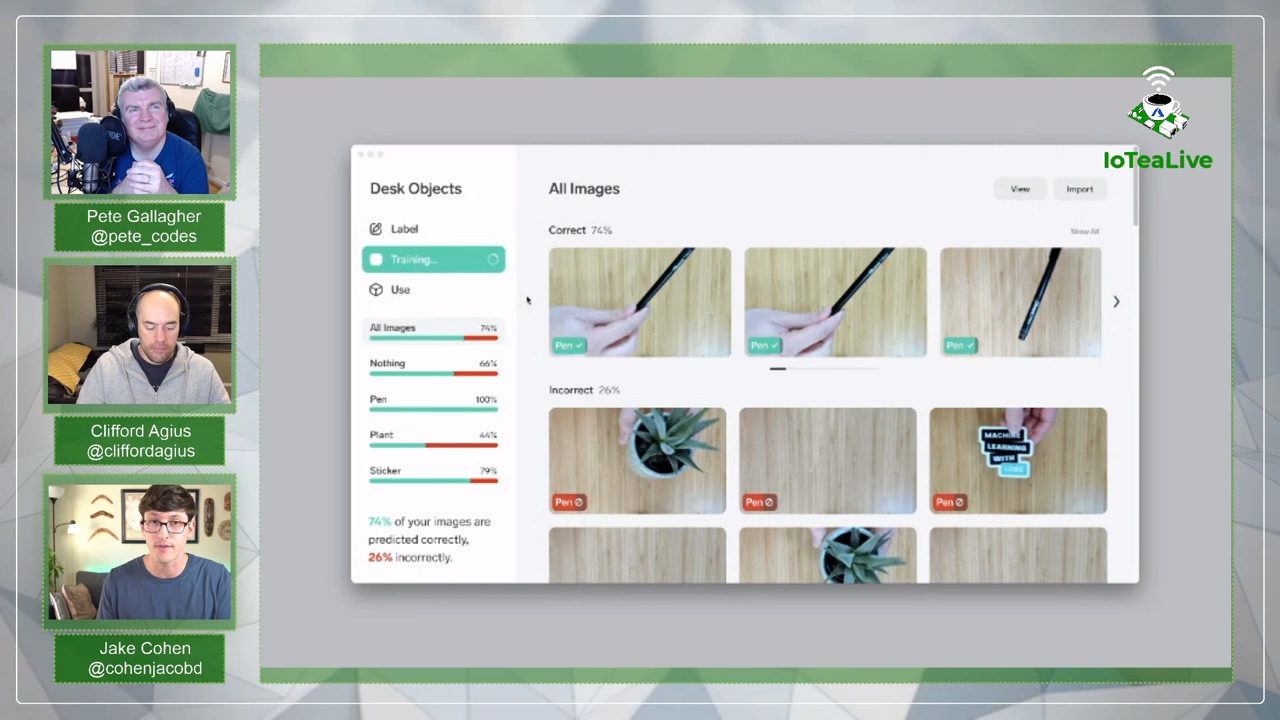 Pete Gallagher
@pete_codes
Clifford Agius
@cliffordagius
Jake Cohen
@cohenjacobd
IoTeaLive
Desk Objects
Label
Training...
Use
All Images 74%
Nothing 66%
Pen 100%
Plant 44%
Sticker 79%
74% of your images are
predicted correctly,
26% incorrectly.
All Images
View
Import
Correct 74%
Show All
Pen
Pen
Pen
Incorrect 26%
MACHINE
LEARNING
WITH
LOBE
Pen
Pen
Pen